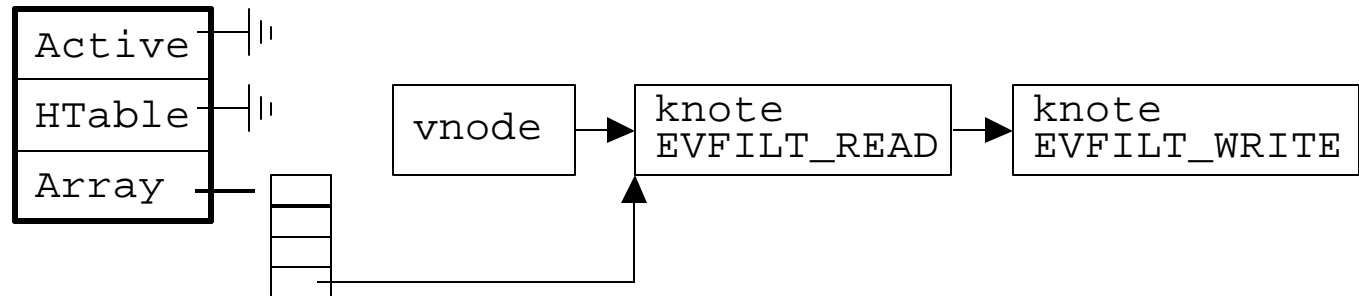 Active
HTable
Array
vnode
knote
EVFILT_READ
knote
EVFILT_WRITE